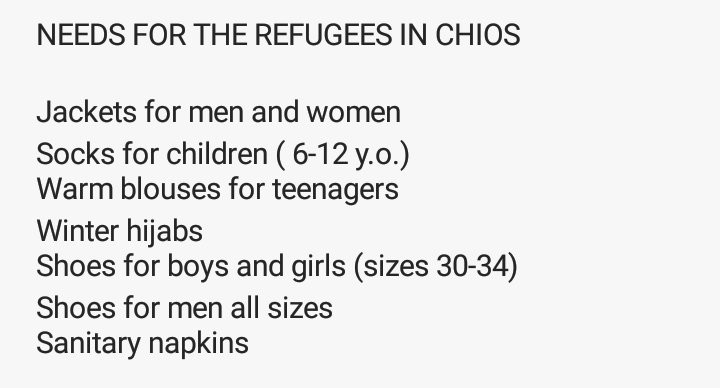 NEEDS FOR THE REFUGEES IN CHIOS
Jackets for men and women
Socks for children ( 6-12 y.o.)
Warm blouses for teenagers
Winter hijabs
Shoes for boys and girls (sizes 30-34)
Shoes for men all sizes
Sanitary napkins